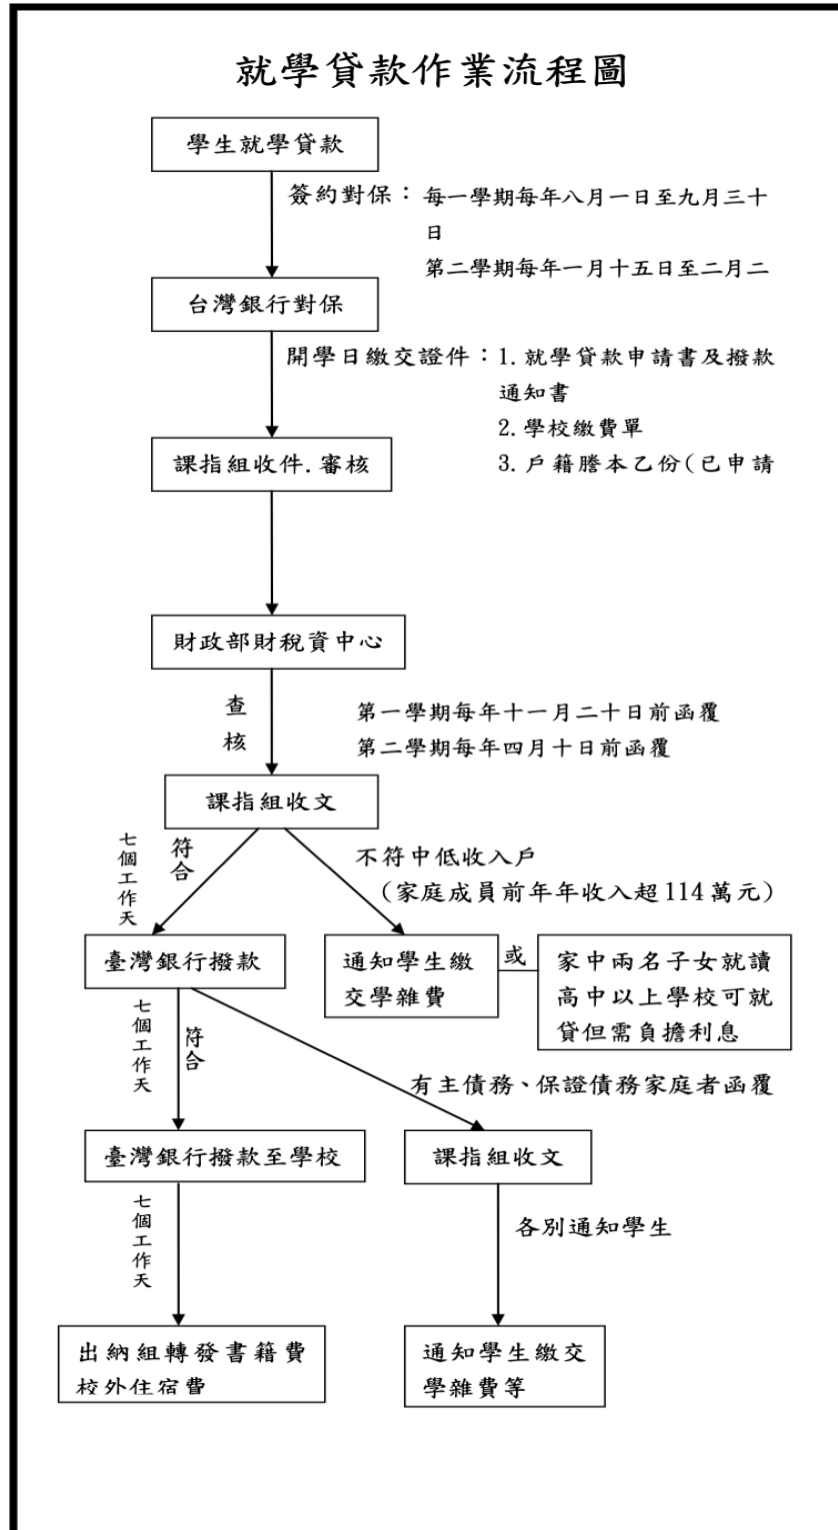 就學貸款作業流程圖
學生就學貸款
簽約對保：每一學期每年八月一日至九月三十
日
第二學期每年一月十五日至二月二
台灣銀行對保
開學日繳交證件：1.就學貸款申請書及撥款
通知書
2.學校繳費單
3.戶籍謄本乙份(已申請
課指組收件.審核
財政部財稅資中心
查核
第一學期每年十一月二十日前函覆
第二學期每年四月十日前函覆
課指組收文
七個工作天
符合
不符中低收入戶
（家庭成員前年年收入超114萬元）
臺灣銀行撥款
通知學生繳
交學雜費
或
家中兩名子女就讀
高中以上學校可就
貸但需負擔利息
七個工作天
符合
有主債務、保證債務家庭者函覆
臺灣銀行撥款至學校
課指組收文
七個工作天
各別通知學生
出納組轉發書籍費
校外住宿費
通知學生繳交
學雜費等